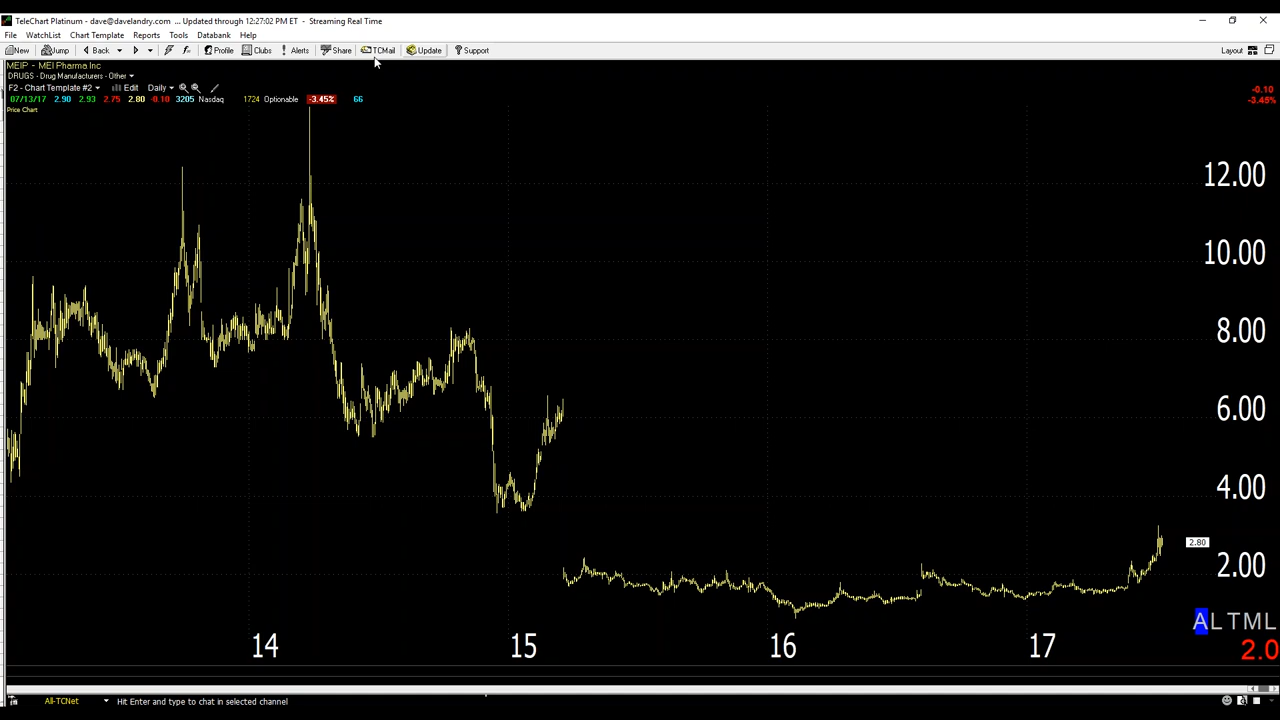 TeleChart Platinum - dave@davelandry.com ... Updated through 12:27:02 PM ET - Streaming Real Time
File WatchList Chart Template Reports Tools Databank Help
New Jump Back Profile Clubs Alerts Share TCMail Update Support Layout
MEIP - MEI Pharma Inc
DRUGS - Drug Manufacturers - Other
F2 - Chart Template #2 Edit Daily
07/13/17 2.90 2.93 2.75 2.80 -0.10 3205 Nasdaq 1724 Optionable -3.45% 66
-0.10
-3.45%
Price Chart
12.00
10.00
8.00
6.00
4.00
2.80
2.00
ALTML
14 15 16 17
2.0
All-TCNet Hit Enter and type to chat in selected channel